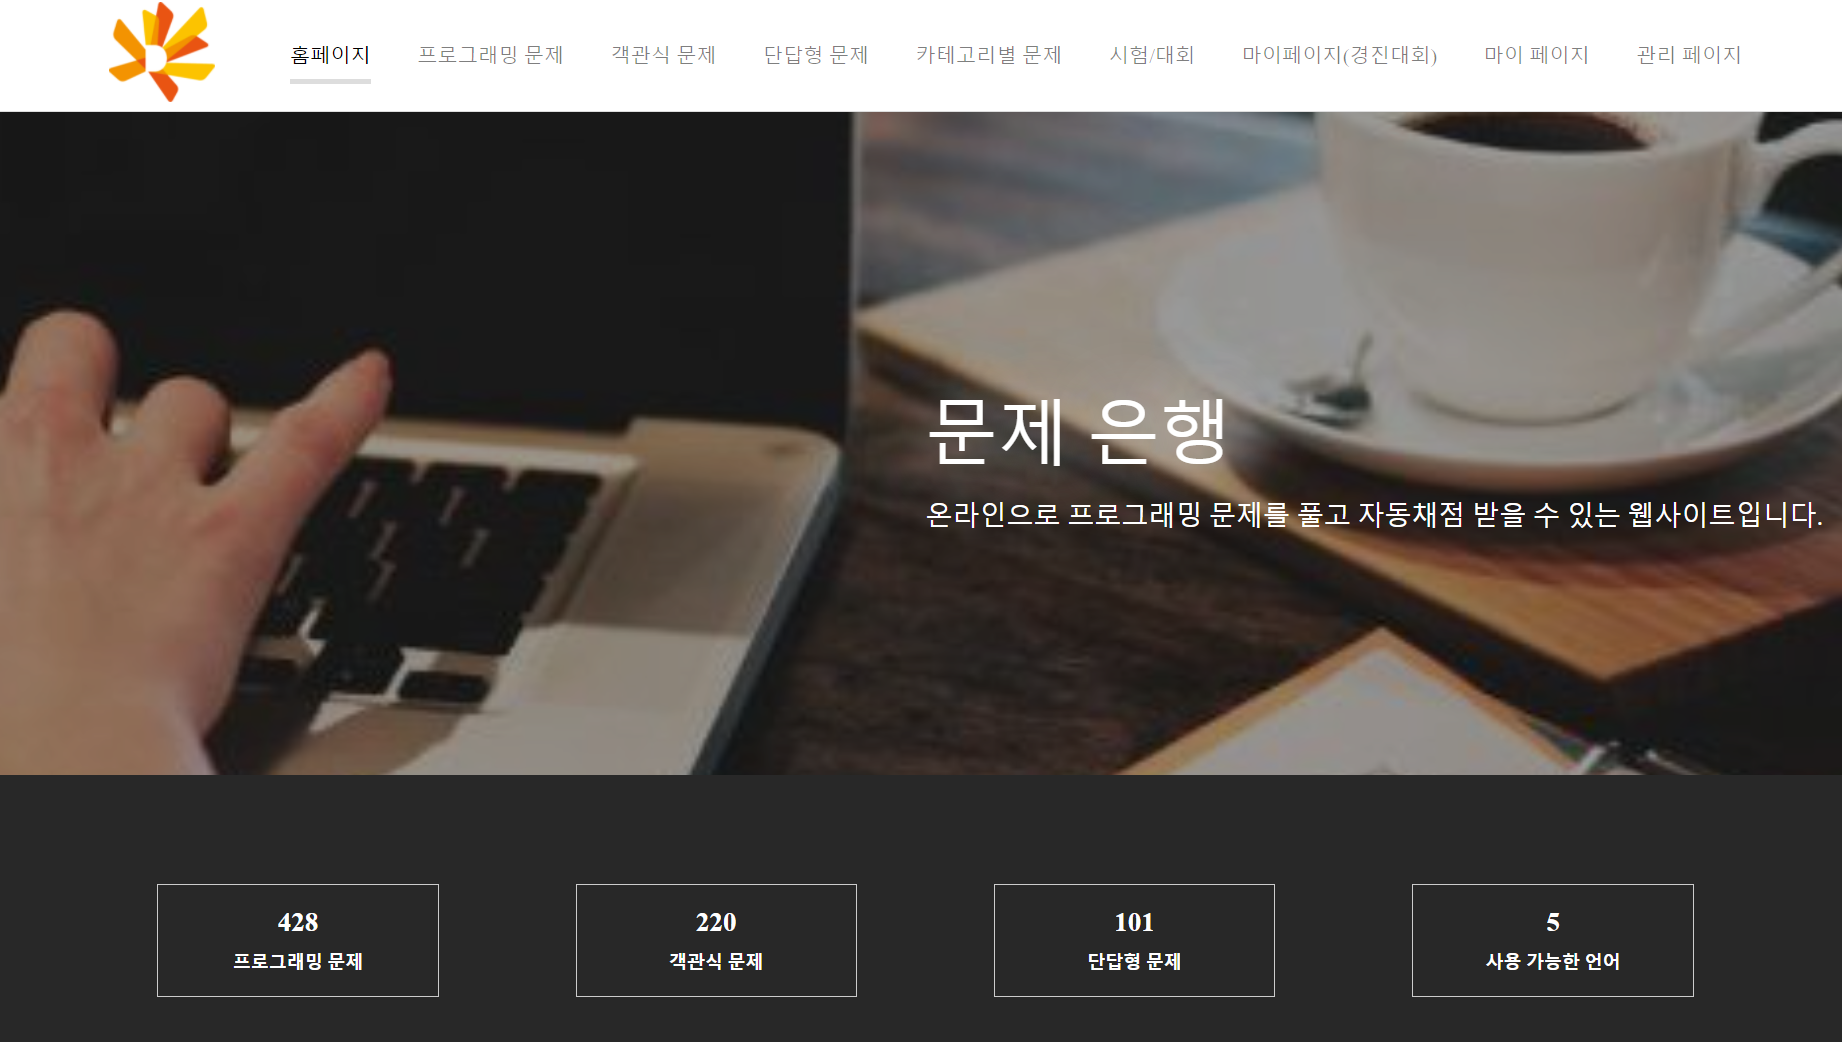 홈페이지 프로그래밍 문제 객관식 문제 단답형 문제 카테고리별 문제 시험/대회 마이페이지(경진대회) 마이 페이지 관리 페이지
문제 은행
온라인으로 프로그래밍 문제를 풀고 자동채점 받을 수 있는 웹사이트입니다.
428
프로그래밍 문제
220
객관식 문제
101
단답형 문제
5
사용 가능한 언어